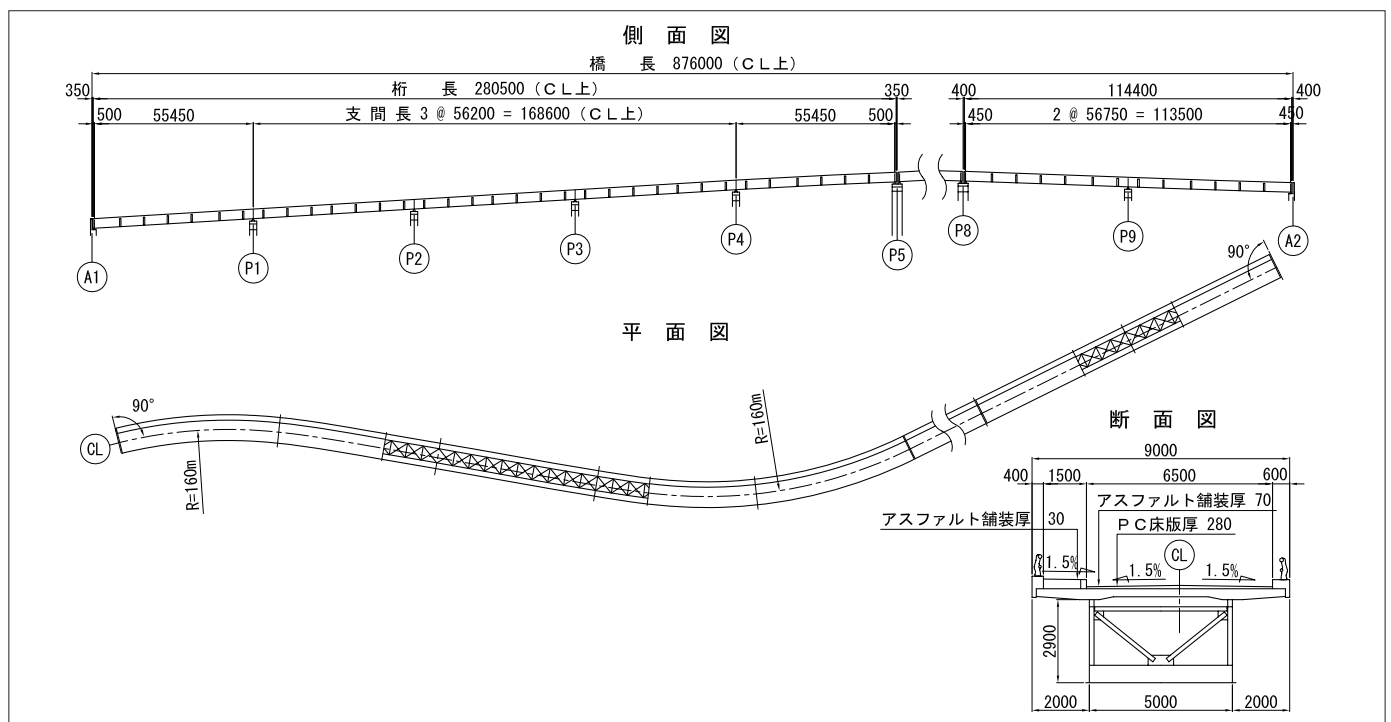 側 面 図
橋 長 876000 (CL上)
350 桁 長 280500 (CL上) 350 400 114400 400
500 55450 支間長 3 @ 56200 = 168600 (CL上) 55450 500 450 2 @ 56750 = 113500 450
A1 P1 P2 P3 P4 P5 P8 P9 A2
平 面 図
90°
90°
CL
R=160m
R=160m
断 面 図
9000
400 1500 6500 600
アスファルト舗装厚 70
アスファルト舗装厚 30
PC床版厚 280
CL
1.5% 1.5% 1.5%
2900
2000 5000 2000